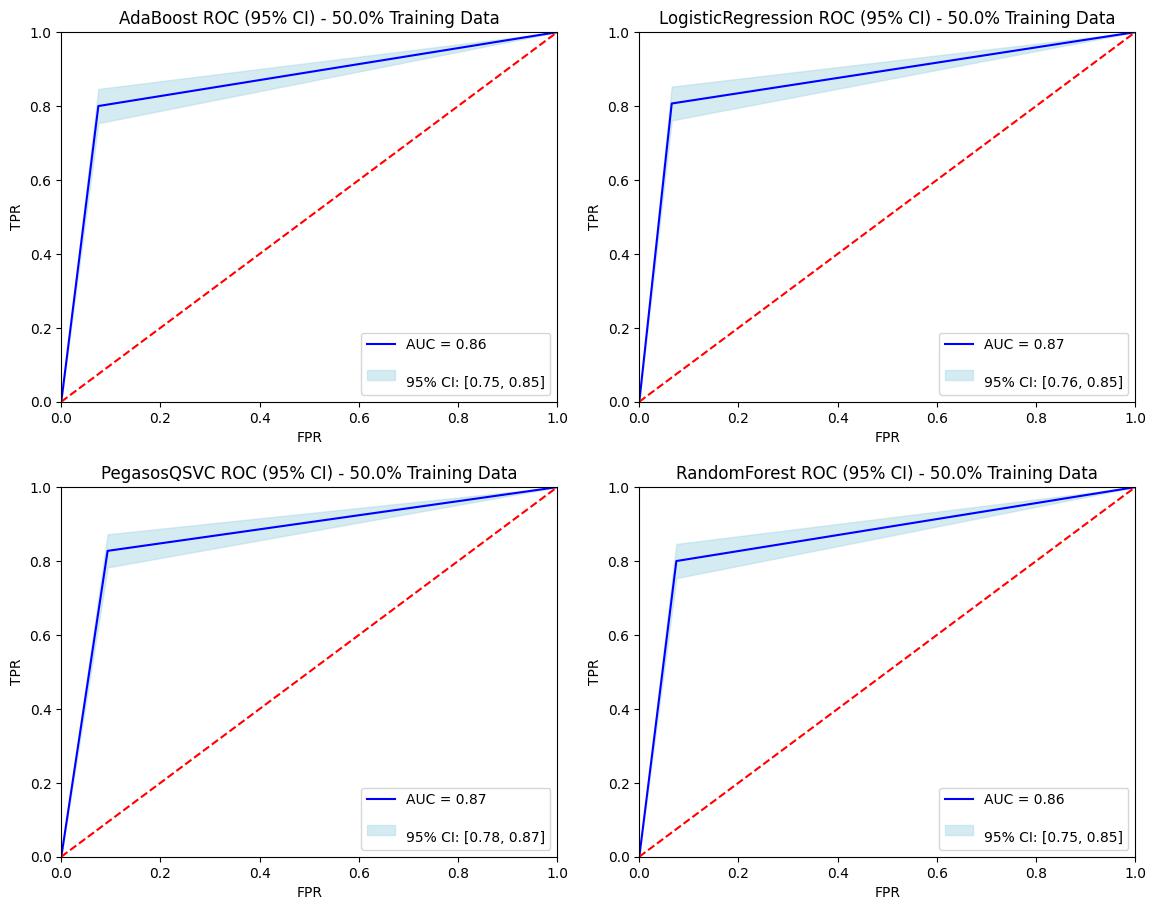 AdaBoost ROC (95% CI) - 50.0% Training Data
1.0
0.8
0.6
0.4
0.2
0.0
TPR
AUC = 0.86
95% CI: [0.75, 0.85]
0.0 0.2 0.4 0.6 0.8 1.0
FPR
LogisticRegression ROC (95% CI) - 50.0% Training Data
1.0
0.8
0.6
0.4
0.2
0.0
TPR
AUC = 0.87
95% CI: [0.76, 0.85]
0.0 0.2 0.4 0.6 0.8 1.0
FPR
PegasosQSVC ROC (95% CI) - 50.0% Training Data
1.0
0.8
0.6
0.4
0.2
0.0
TPR
AUC = 0.87
95% CI: [0.78, 0.87]
0.0 0.2 0.4 0.6 0.8 1.0
FPR
RandomForest ROC (95% CI) - 50.0% Training Data
1.0
0.8
0.6
0.4
0.2
0.0
TPR
AUC = 0.86
95% CI: [0.75, 0.85]
0.0 0.2 0.4 0.6 0.8 1.0
FPR